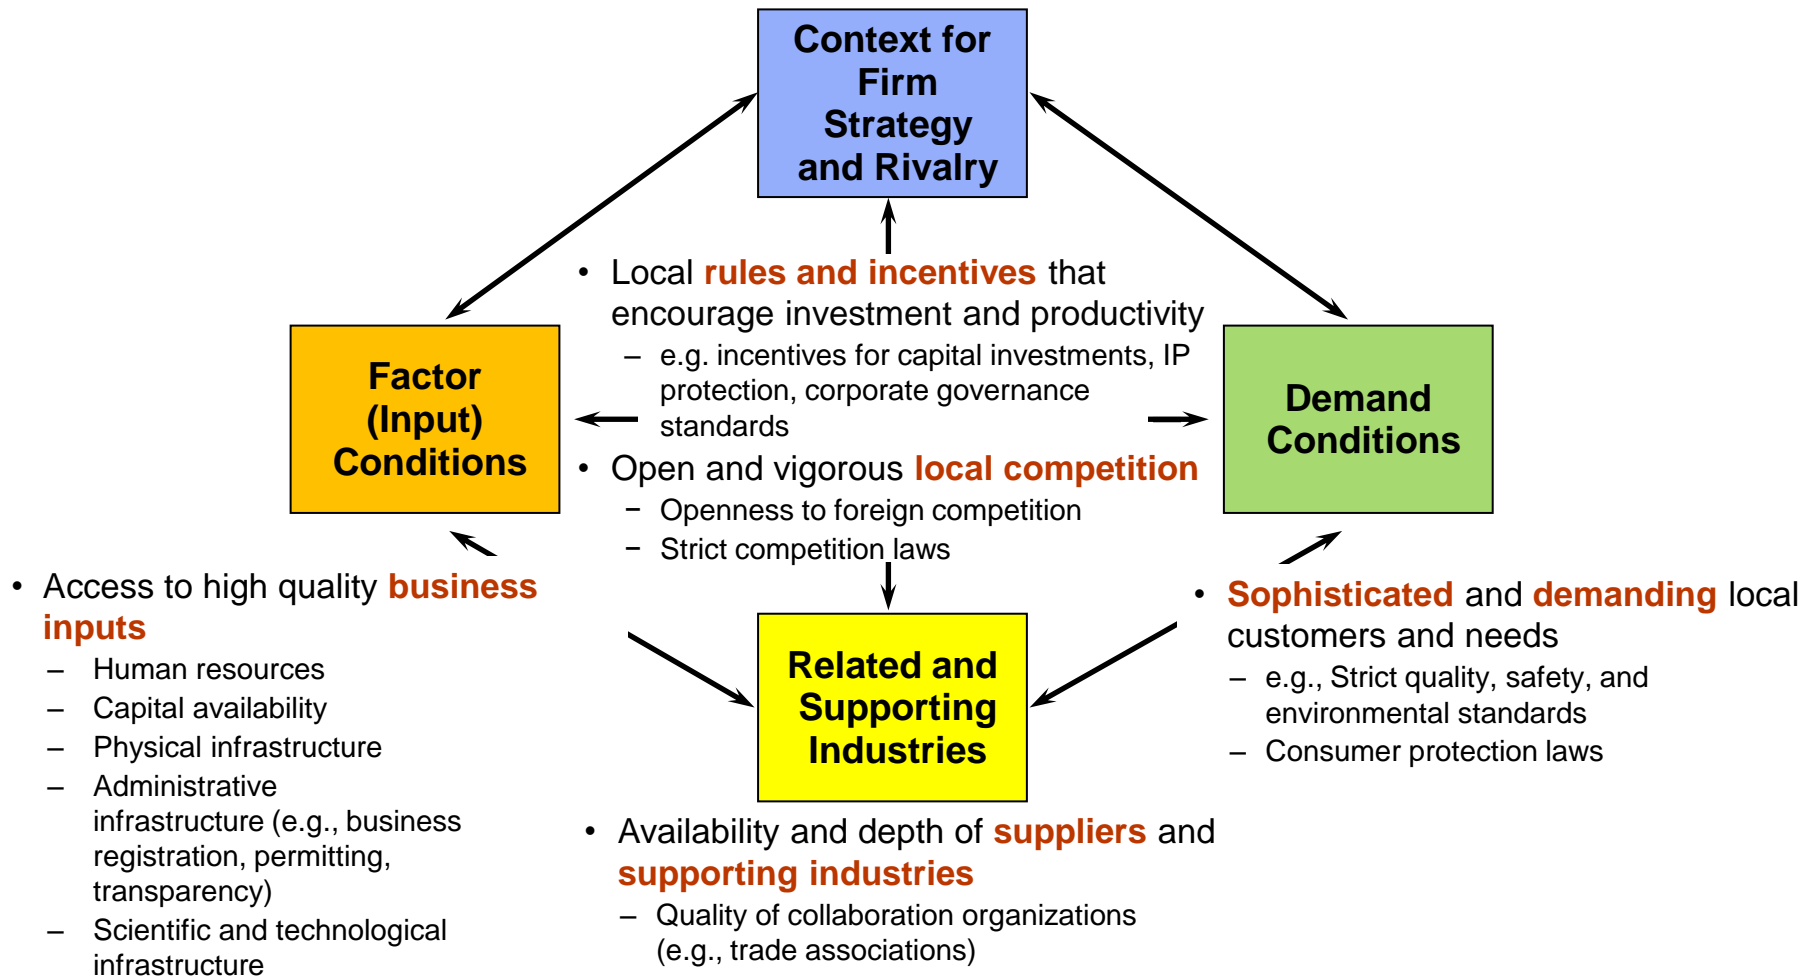 Context for
Firm
Strategy
and Rivalry
• Local rules and incentives that
encourage investment and productivity
– e.g. incentives for capital investments, IP
protection, corporate governance
standards
• Open and vigorous local competition
− Openness to foreign competition
− Strict competition laws
Factor
(Input)
Conditions
Demand
Conditions
• Access to high quality business
inputs
– Human resources
– Capital availability
– Physical infrastructure
– Administrative
infrastructure (e.g., business
registration, permitting,
transparency)
– Scientific and technological
infrastructure
Related and
Supporting
Industries
• Availability and depth of suppliers and
supporting industries
– Quality of collaboration organizations
(e.g., trade associations)
• Sophisticated and demanding local
customers and needs
– e.g., Strict quality, safety, and
environmental standards
– Consumer protection laws